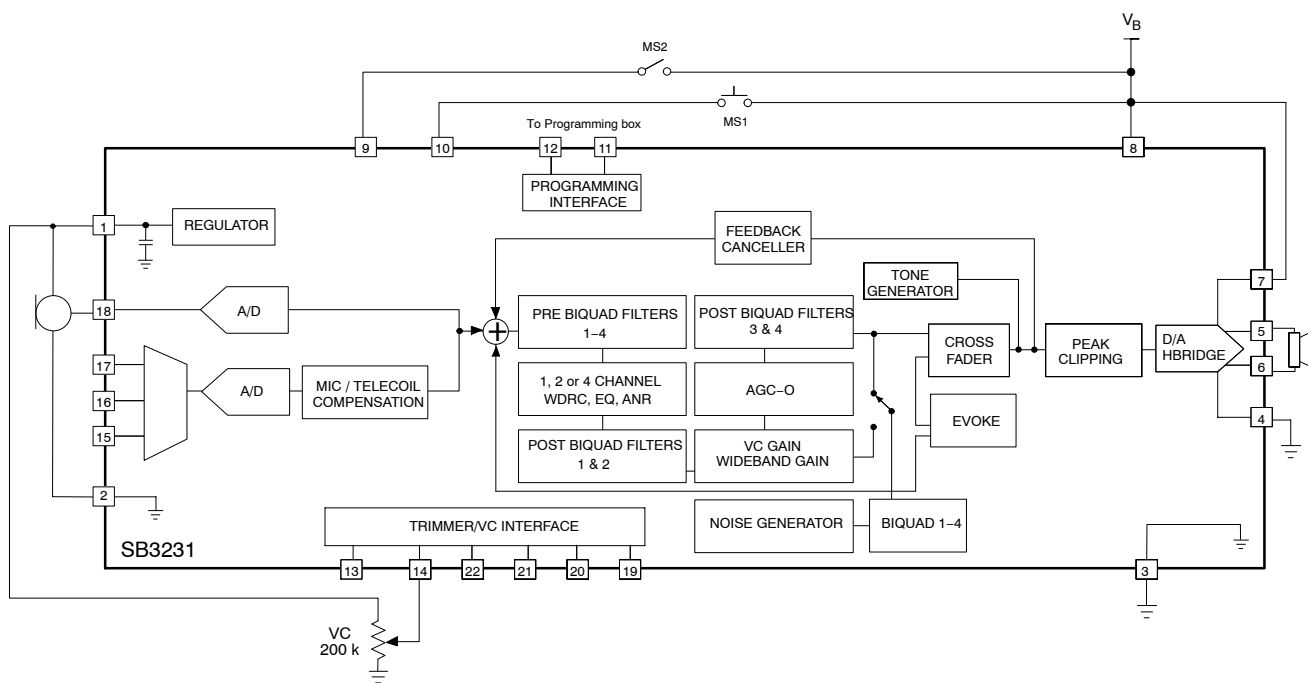 VB
MS2
MS1
To Programming box
9
10
12
11
8
PROGRAMMING
INTERFACE
1
REGULATOR
FEEDBACK
CANCELLER
TONE
GENERATOR
7
18
A/D
PRE BIQUAD FILTERS
1−4
POST BIQUAD FILTERS
3 & 4
CROSS
FADER
PEAK
CLIPPING
D/A
HBRIDGE
5
6
17
16
15
A/D
MIC / TELECOIL
COMPENSATION
1, 2 or 4 CHANNEL
WDRC, EQ, ANR
AGC−O
EVOKE
4
POST BIQUAD FILTERS
1 & 2
VC GAIN
WIDEBAND GAIN
2
NOISE GENERATOR
BIQUAD 1−4
TRIMMER/VC INTERFACE
SB3231
13
14
22
21
20
19
3
VC
200 k